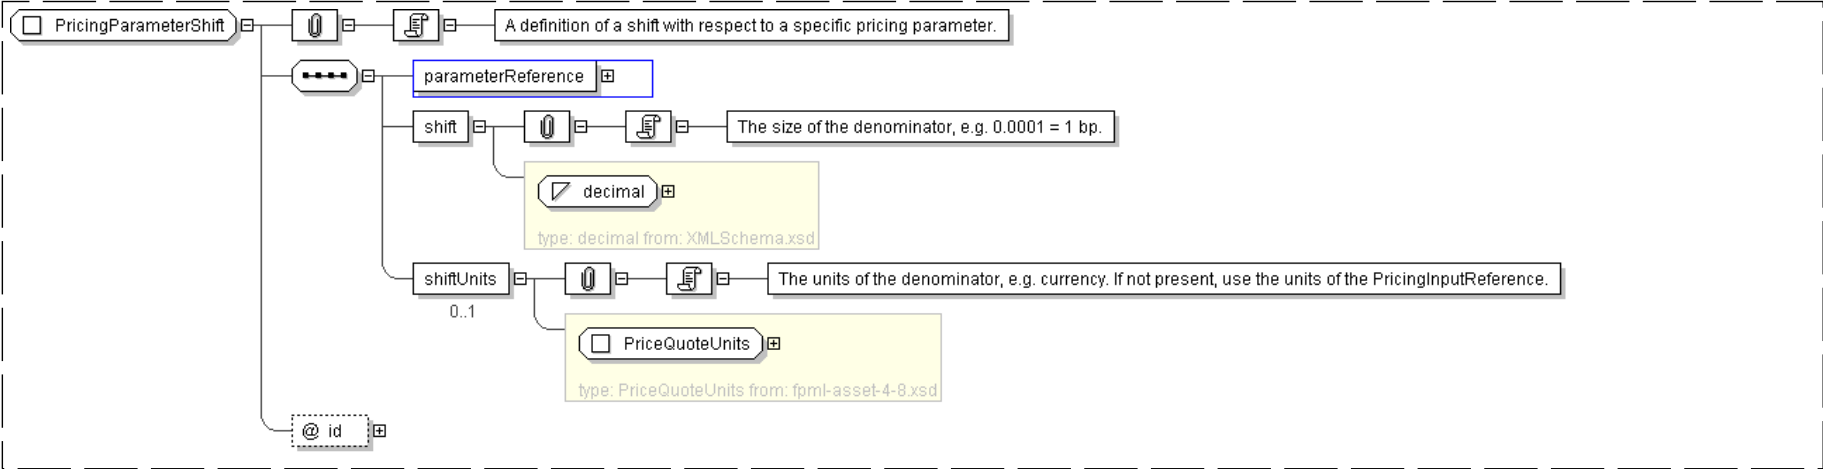 PricingParameterShift
A definition of a shift with respect to a specific pricing parameter.
parameterReference
shift
The size of the denominator, e.g. 0.0001 = 1 bp.
decimal
type: decimal from: XMLSchema.xsd
shiftUnits
The units of the denominator, e.g. currency. If not present, use the units of the PricingInputReference.
0..1
PriceQuoteUnits
type: PriceQuoteUnits from: fpml-asset-4-8.xsd
@ id